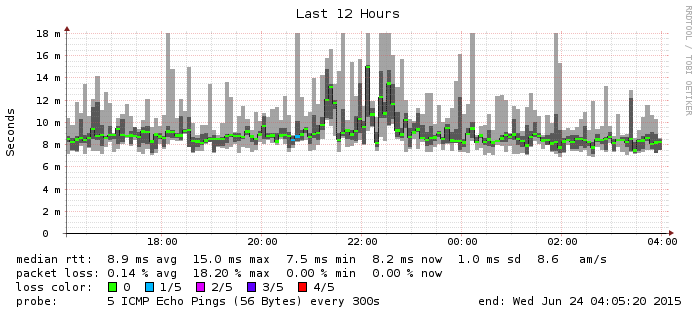 Last 12 Hours
RRDTOOL / TOBI OETIKER
Seconds
18 m
16 m
14 m
12 m
10 m
8 m
6 m
4 m
2 m
0
18:00 20:00 22:00 00:00 02:00 04:00
median rtt: 8.9 ms avg 15.0 ms max 7.5 ms min 8.2 ms now 1.0 ms sd 8.6 am/s
packet loss: 0.14 % avg 18.20 % max 0.00 % min 0.00 % now
loss color: 0 1/5 2/5 3/5 4/5
probe: 5 ICMP Echo Pings (56 Bytes) every 300s end: Wed Jun 24 04:05:20 2015